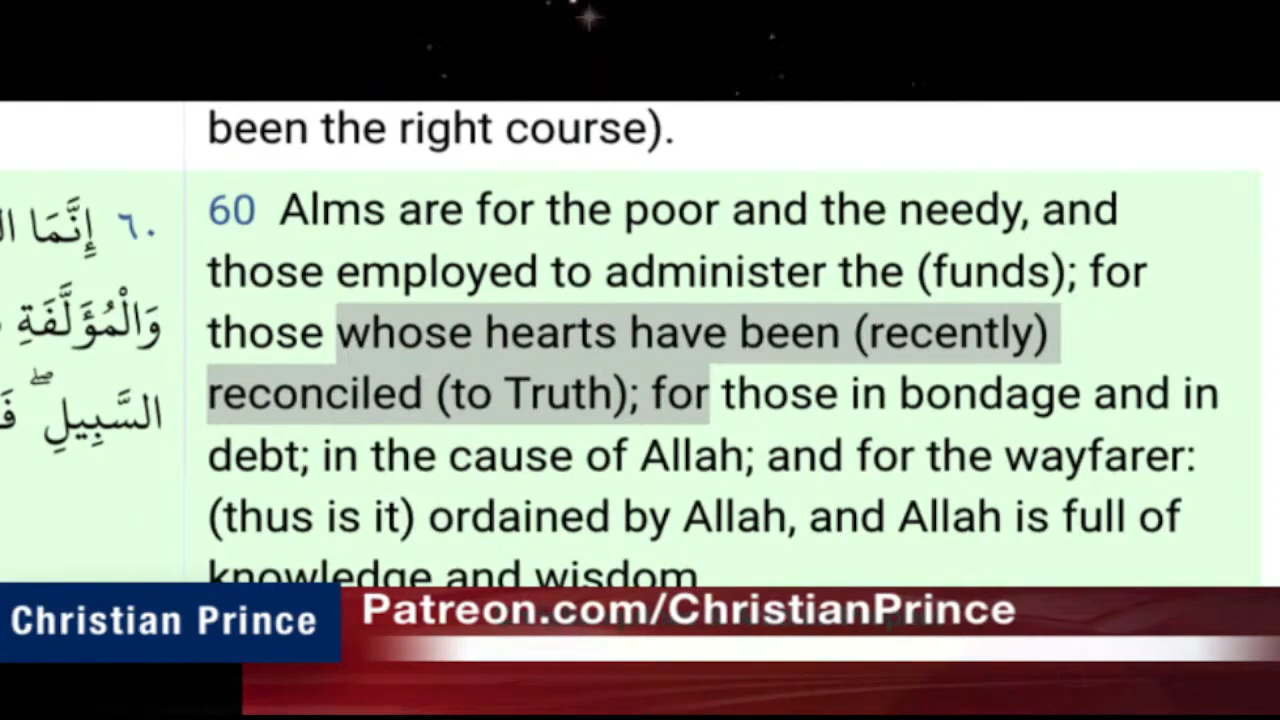 been the right course).
60 Alms are for the poor and the needy, and
those employed to administer the (funds); for
those whose hearts have been (recently)
reconciled (to Truth); for those in bondage and in
debt; in the cause of Allah; and for the wayfarer:
(thus is it) ordained by Allah, and Allah is full of
knowledge and wisdom
٦٠ إِنَّمَا
وَالْمُؤَلَّفَةِ
السَّبِيلِ ۖ
Christian Prince
Patreon.com/ChristianPrince